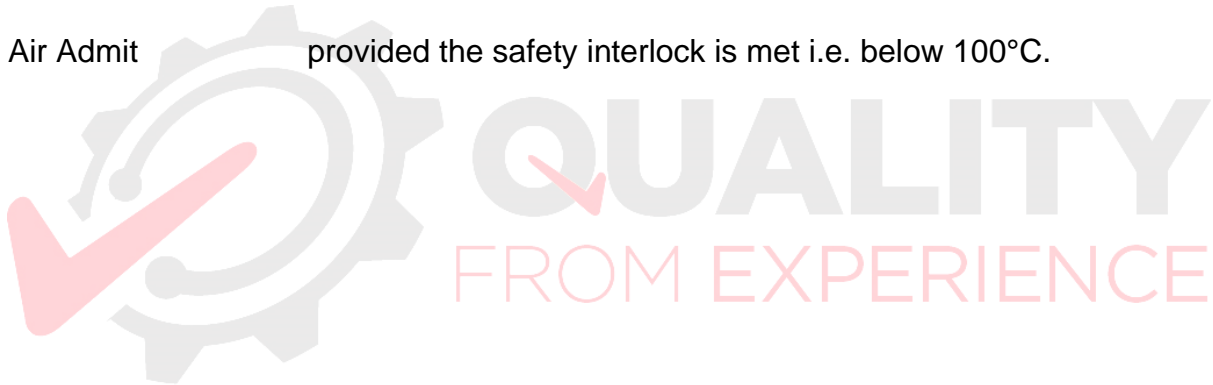 Air Admit provided the safety interlock is met i.e. below 100°C.
QUALITY
FROM EXPERIENCE